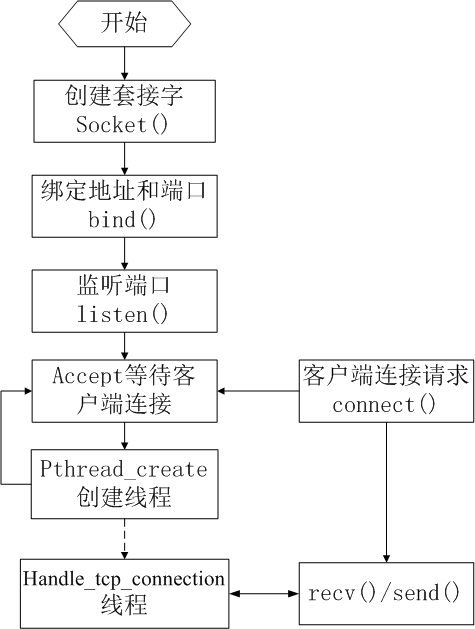 开始
创建套接字
Socket()
绑定地址和端口
bind()
监听端口
listen()
Accept等待客
户端连接
客户端连接请求
connect()
Pthread_create
创建线程
Handle_tcp_connection
线程
recv()/send()